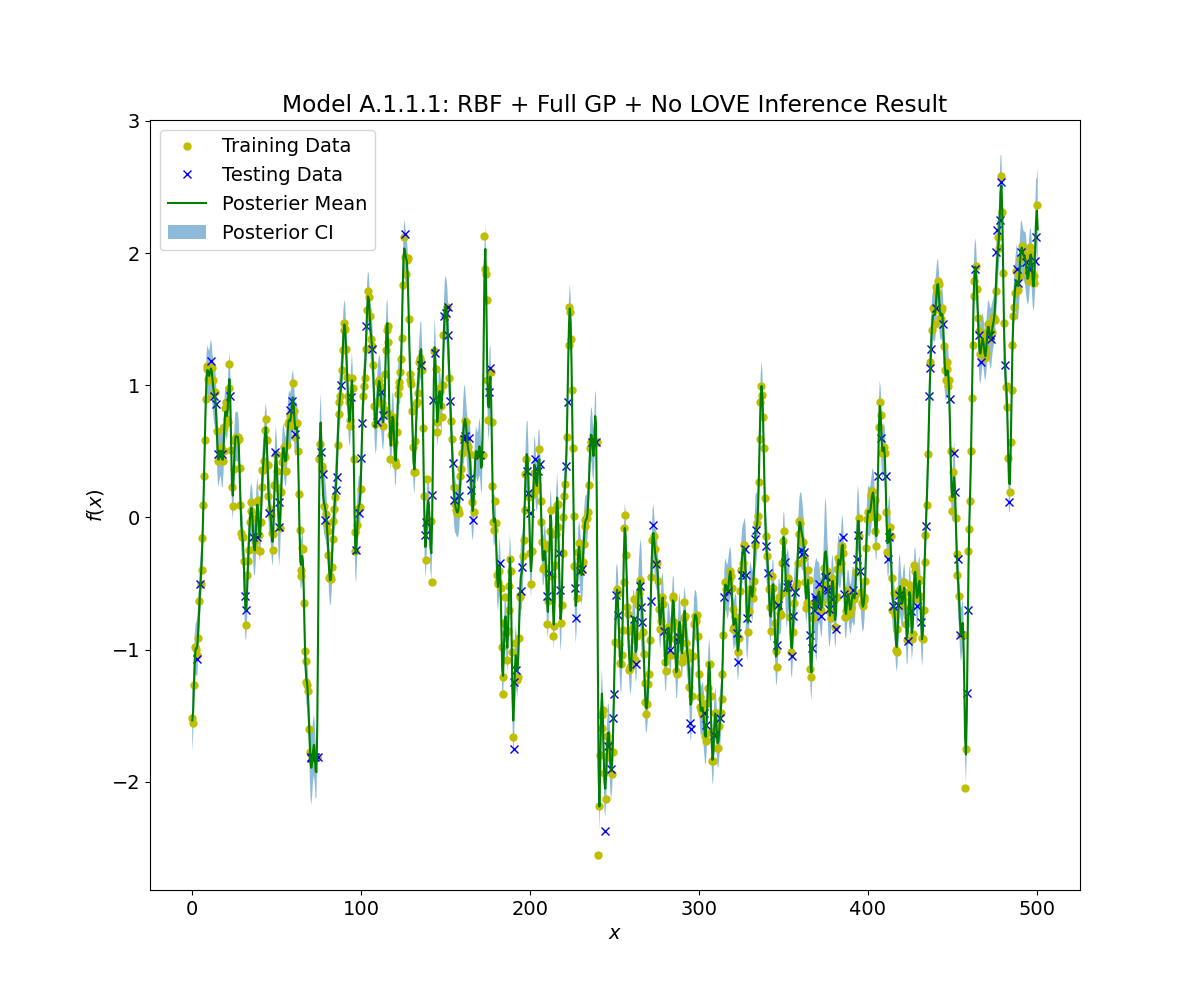 Model A.1.1.1: RBF + Full GP + No LOVE Inference Result
Training Data
Testing Data
Posterier Mean
Posterior CI
3
2
1
0
−1
−2
f(x)
0 100 200 300 400 500
x